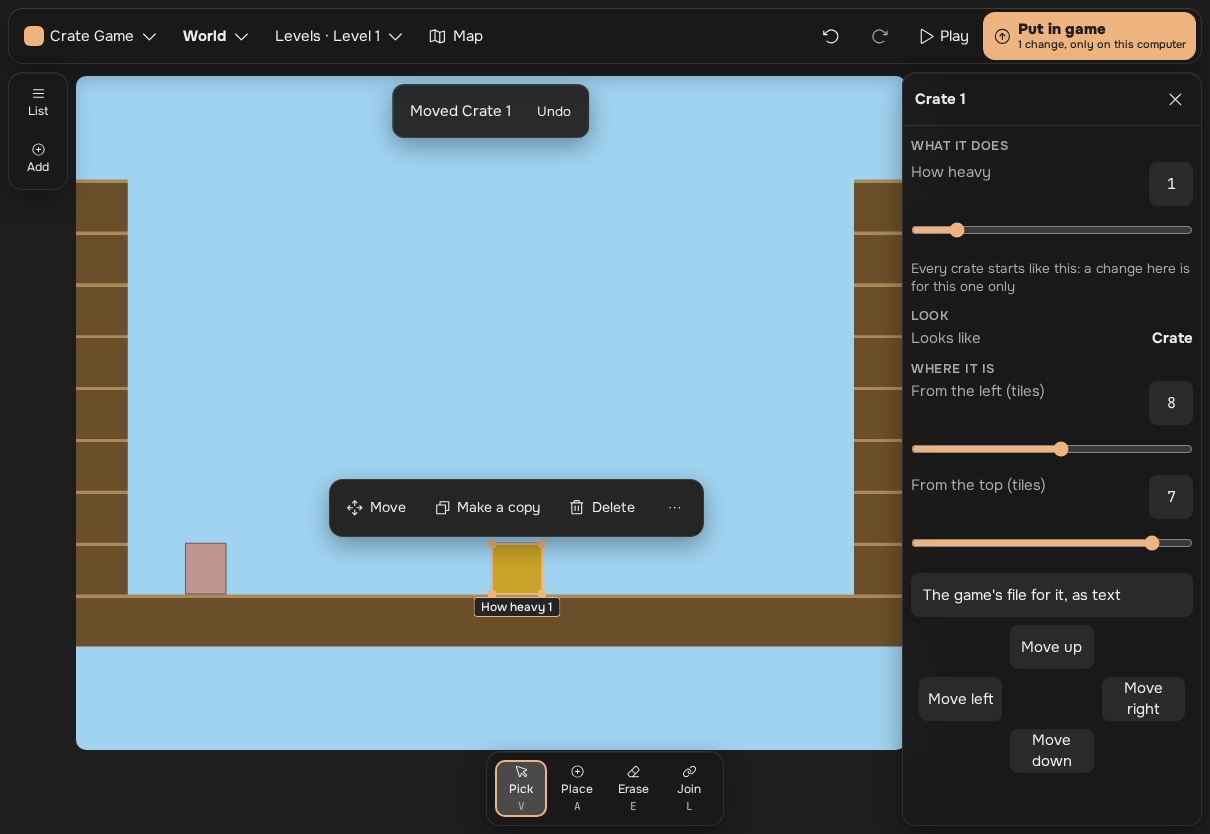 Crate Game
World
Levels · Level 1
Map
Play
Put in game
1 change, only on this computer
List
Add
Moved Crate 1
Undo
Move
Make a copy
Delete
···
How heavy 1
Pick
V
Place
A
Erase
E
Join
L
Crate 1
WHAT IT DOES
How heavy
1
Every crate starts like this: a change here is
for this one only
LOOK
Looks like
Crate
WHERE IT IS
From the left (tiles)
8
From the top (tiles)
7
The game's file for it, as text
Move up
Move left
Move
right
Move
down